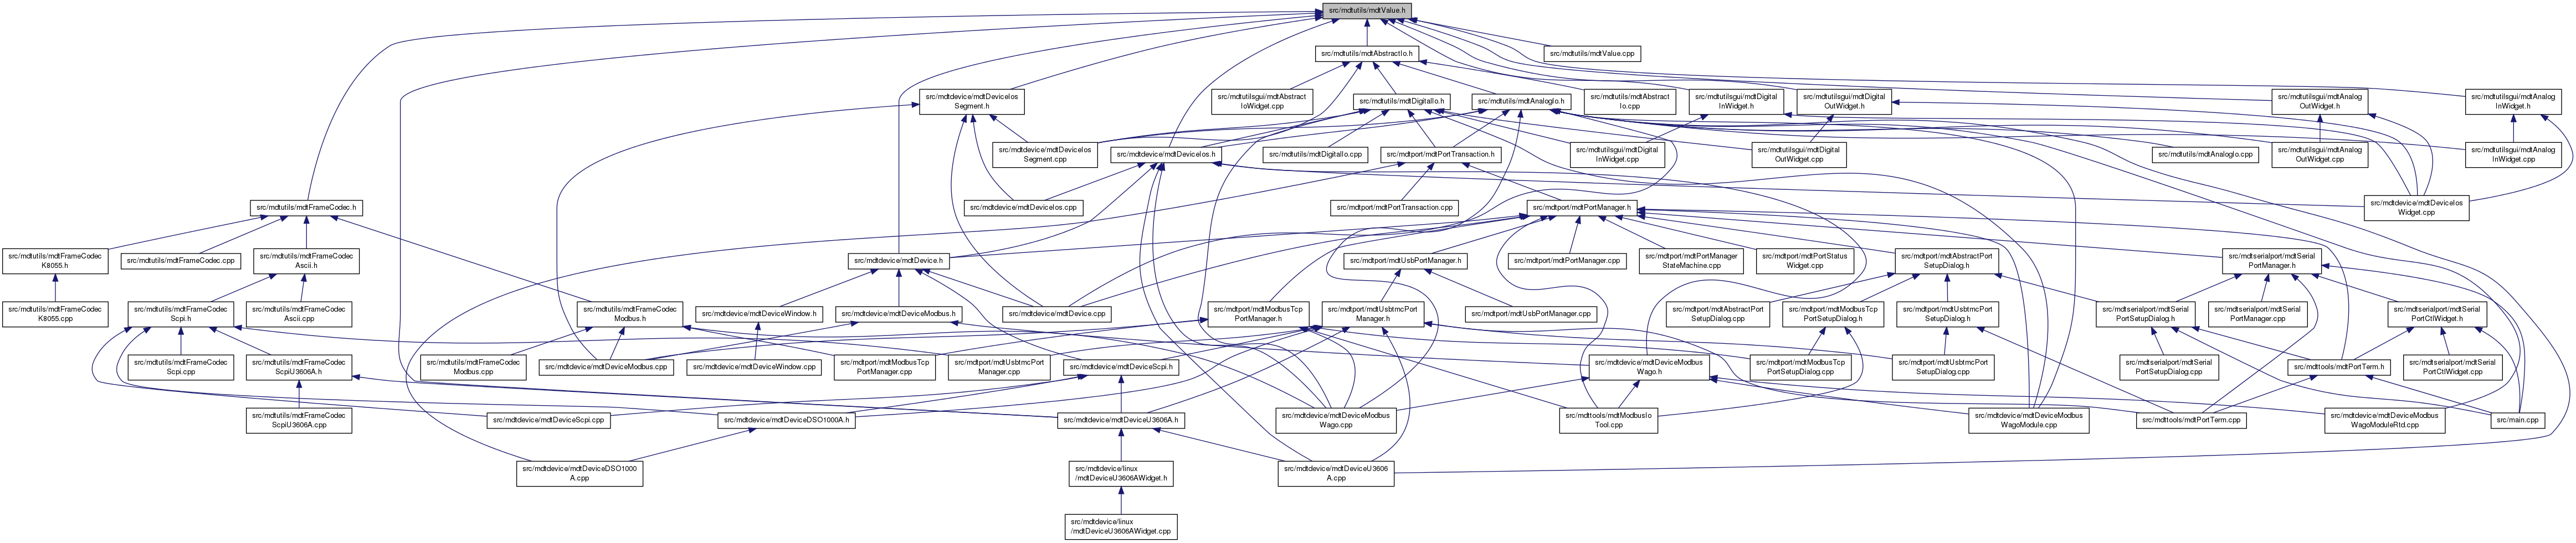 src/mdtutils/mdtValue.h
src/mdtutils/mdtAbstractIo.h
src/mdtutils/mdtValue.cpp
src/mdtdevice/mdtDeviceIos
Segment.h
src/mdtutilsgui/mdtAbstract
IoWidget.cpp
src/mdtutils/mdtDigitalIo.h
src/mdtutils/mdtAnalogIo.h
src/mdtutils/mdtAbstract
Io.cpp
src/mdtutilsgui/mdtDigital
InWidget.h
src/mdtutilsgui/mdtDigital
OutWidget.h
src/mdtutilsgui/mdtAnalog
OutWidget.h
src/mdtutilsgui/mdtAnalog
InWidget.h
src/mdtdevice/mdtDeviceIos
Segment.cpp
src/mdtdevice/mdtDeviceIos.h
src/mdtutils/mdtDigitalIo.cpp
src/mdtport/mdtPortTransaction.h
src/mdtutilsgui/mdtDigital
InWidget.cpp
src/mdtutilsgui/mdtDigital
OutWidget.cpp
src/mdtutils/mdtAnalogIo.cpp
src/mdtutilsgui/mdtAnalog
OutWidget.cpp
src/mdtutilsgui/mdtAnalog
InWidget.cpp
src/mdtutils/mdtFrameCodec.h
src/mdtdevice/mdtDeviceIos.cpp
src/mdtport/mdtPortTransaction.cpp
src/mdtport/mdtPortManager.h
src/mdtdevice/mdtDeviceIos
Widget.cpp
src/mdtutils/mdtFrameCodec
K8055.h
src/mdtutils/mdtFrameCodec.cpp
src/mdtutils/mdtFrameCodec
Ascii.h
src/mdtdevice/mdtDevice.h
src/mdtport/mdtUsbPortManager.h
src/mdtport/mdtPortManager.cpp
src/mdtport/mdtPortManager
StateMachine.cpp
src/mdtport/mdtPortStatus
Widget.cpp
src/mdtport/mdtAbstractPort
SetupDialog.h
src/mdtserialport/mdtSerial
PortManager.h
src/mdtutils/mdtFrameCodec
K8055.cpp
src/mdtutils/mdtFrameCodec
Scpi.h
src/mdtutils/mdtFrameCodec
Ascii.cpp
src/mdtutils/mdtFrameCodec
Modbus.h
src/mdtdevice/mdtDeviceWindow.h
src/mdtdevice/mdtDeviceModbus.h
src/mdtdevice/mdtDevice.cpp
src/mdtport/mdtModbusTcp
PortManager.h
src/mdtport/mdtUsbtmcPort
Manager.h
src/mdtport/mdtUsbPortManager.cpp
src/mdtport/mdtAbstractPort
SetupDialog.cpp
src/mdtport/mdtModbusTcp
PortSetupDialog.h
src/mdtport/mdtUsbtmcPort
SetupDialog.h
src/mdtserialport/mdtSerial
PortSetupDialog.h
src/mdtserialport/mdtSerial
PortManager.cpp
src/mdtserialport/mdtSerial
PortCtlWidget.h
src/mdtutils/mdtFrameCodec
Scpi.cpp
src/mdtutils/mdtFrameCodec
ScpiU3606A.h
src/mdtutils/mdtFrameCodec
Modbus.cpp
src/mdtdevice/mdtDeviceModbus.cpp
src/mdtdevice/mdtDeviceWindow.cpp
src/mdtport/mdtModbusTcp
PortManager.cpp
src/mdtport/mdtUsbtmcPort
Manager.cpp
src/mdtdevice/mdtDeviceScpi.h
src/mdtdevice/mdtDeviceModbus
Wago.h
src/mdtport/mdtModbusTcp
PortSetupDialog.cpp
src/mdtport/mdtUsbtmcPort
SetupDialog.cpp
src/mdtserialport/mdtSerial
PortSetupDialog.cpp
src/mdttools/mdtPortTerm.h
src/mdtserialport/mdtSerial
PortCtlWidget.cpp
src/mdtutils/mdtFrameCodec
ScpiU3606A.cpp
src/mdtdevice/mdtDeviceScpi.cpp
src/mdtdevice/mdtDeviceDSO1000A.h
src/mdtdevice/mdtDeviceU3606A.h
src/mdtdevice/mdtDeviceModbus
Wago.cpp
src/mdttools/mdtModbusIo
Tool.cpp
src/mdtdevice/mdtDeviceModbus
WagoModule.cpp
src/mdttools/mdtPortTerm.cpp
src/mdtdevice/mdtDeviceModbus
WagoModuleRtd.cpp
src/main.cpp
src/mdtdevice/mdtDeviceDSO1000
A.cpp
src/mdtdevice/linux
/mdtDeviceU3606AWidget.h
src/mdtdevice/mdtDeviceU3606
A.cpp
src/mdtdevice/linux
/mdtDeviceU3606AWidget.cpp